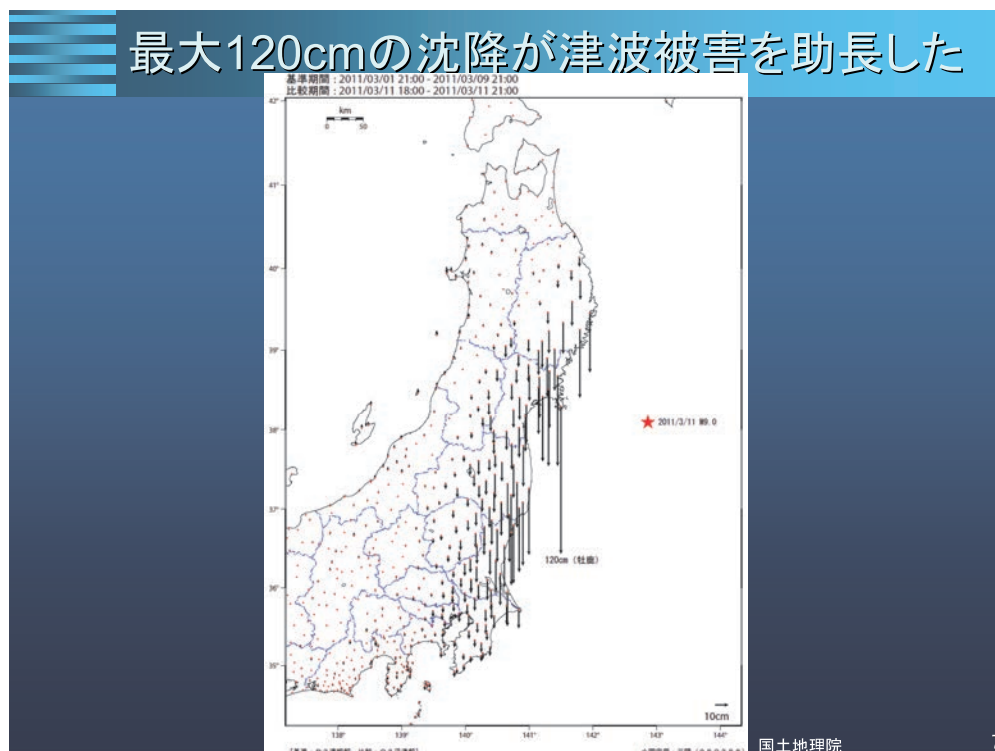 最大120cmの沈降が津波被害を助長した
基準期間 : 2011/03/01 21:00 - 2011/03/09 21:00
比較期間 : 2011/03/11 18:00 - 2011/03/11 21:00
km
0 50
42°
41°
40°
39°
38°
37°
36°
35°
2011/3/11 M9.0
120cm (牡鹿)
10cm
138° 139° 140° 141° 142° 143° 144°
国土地理院